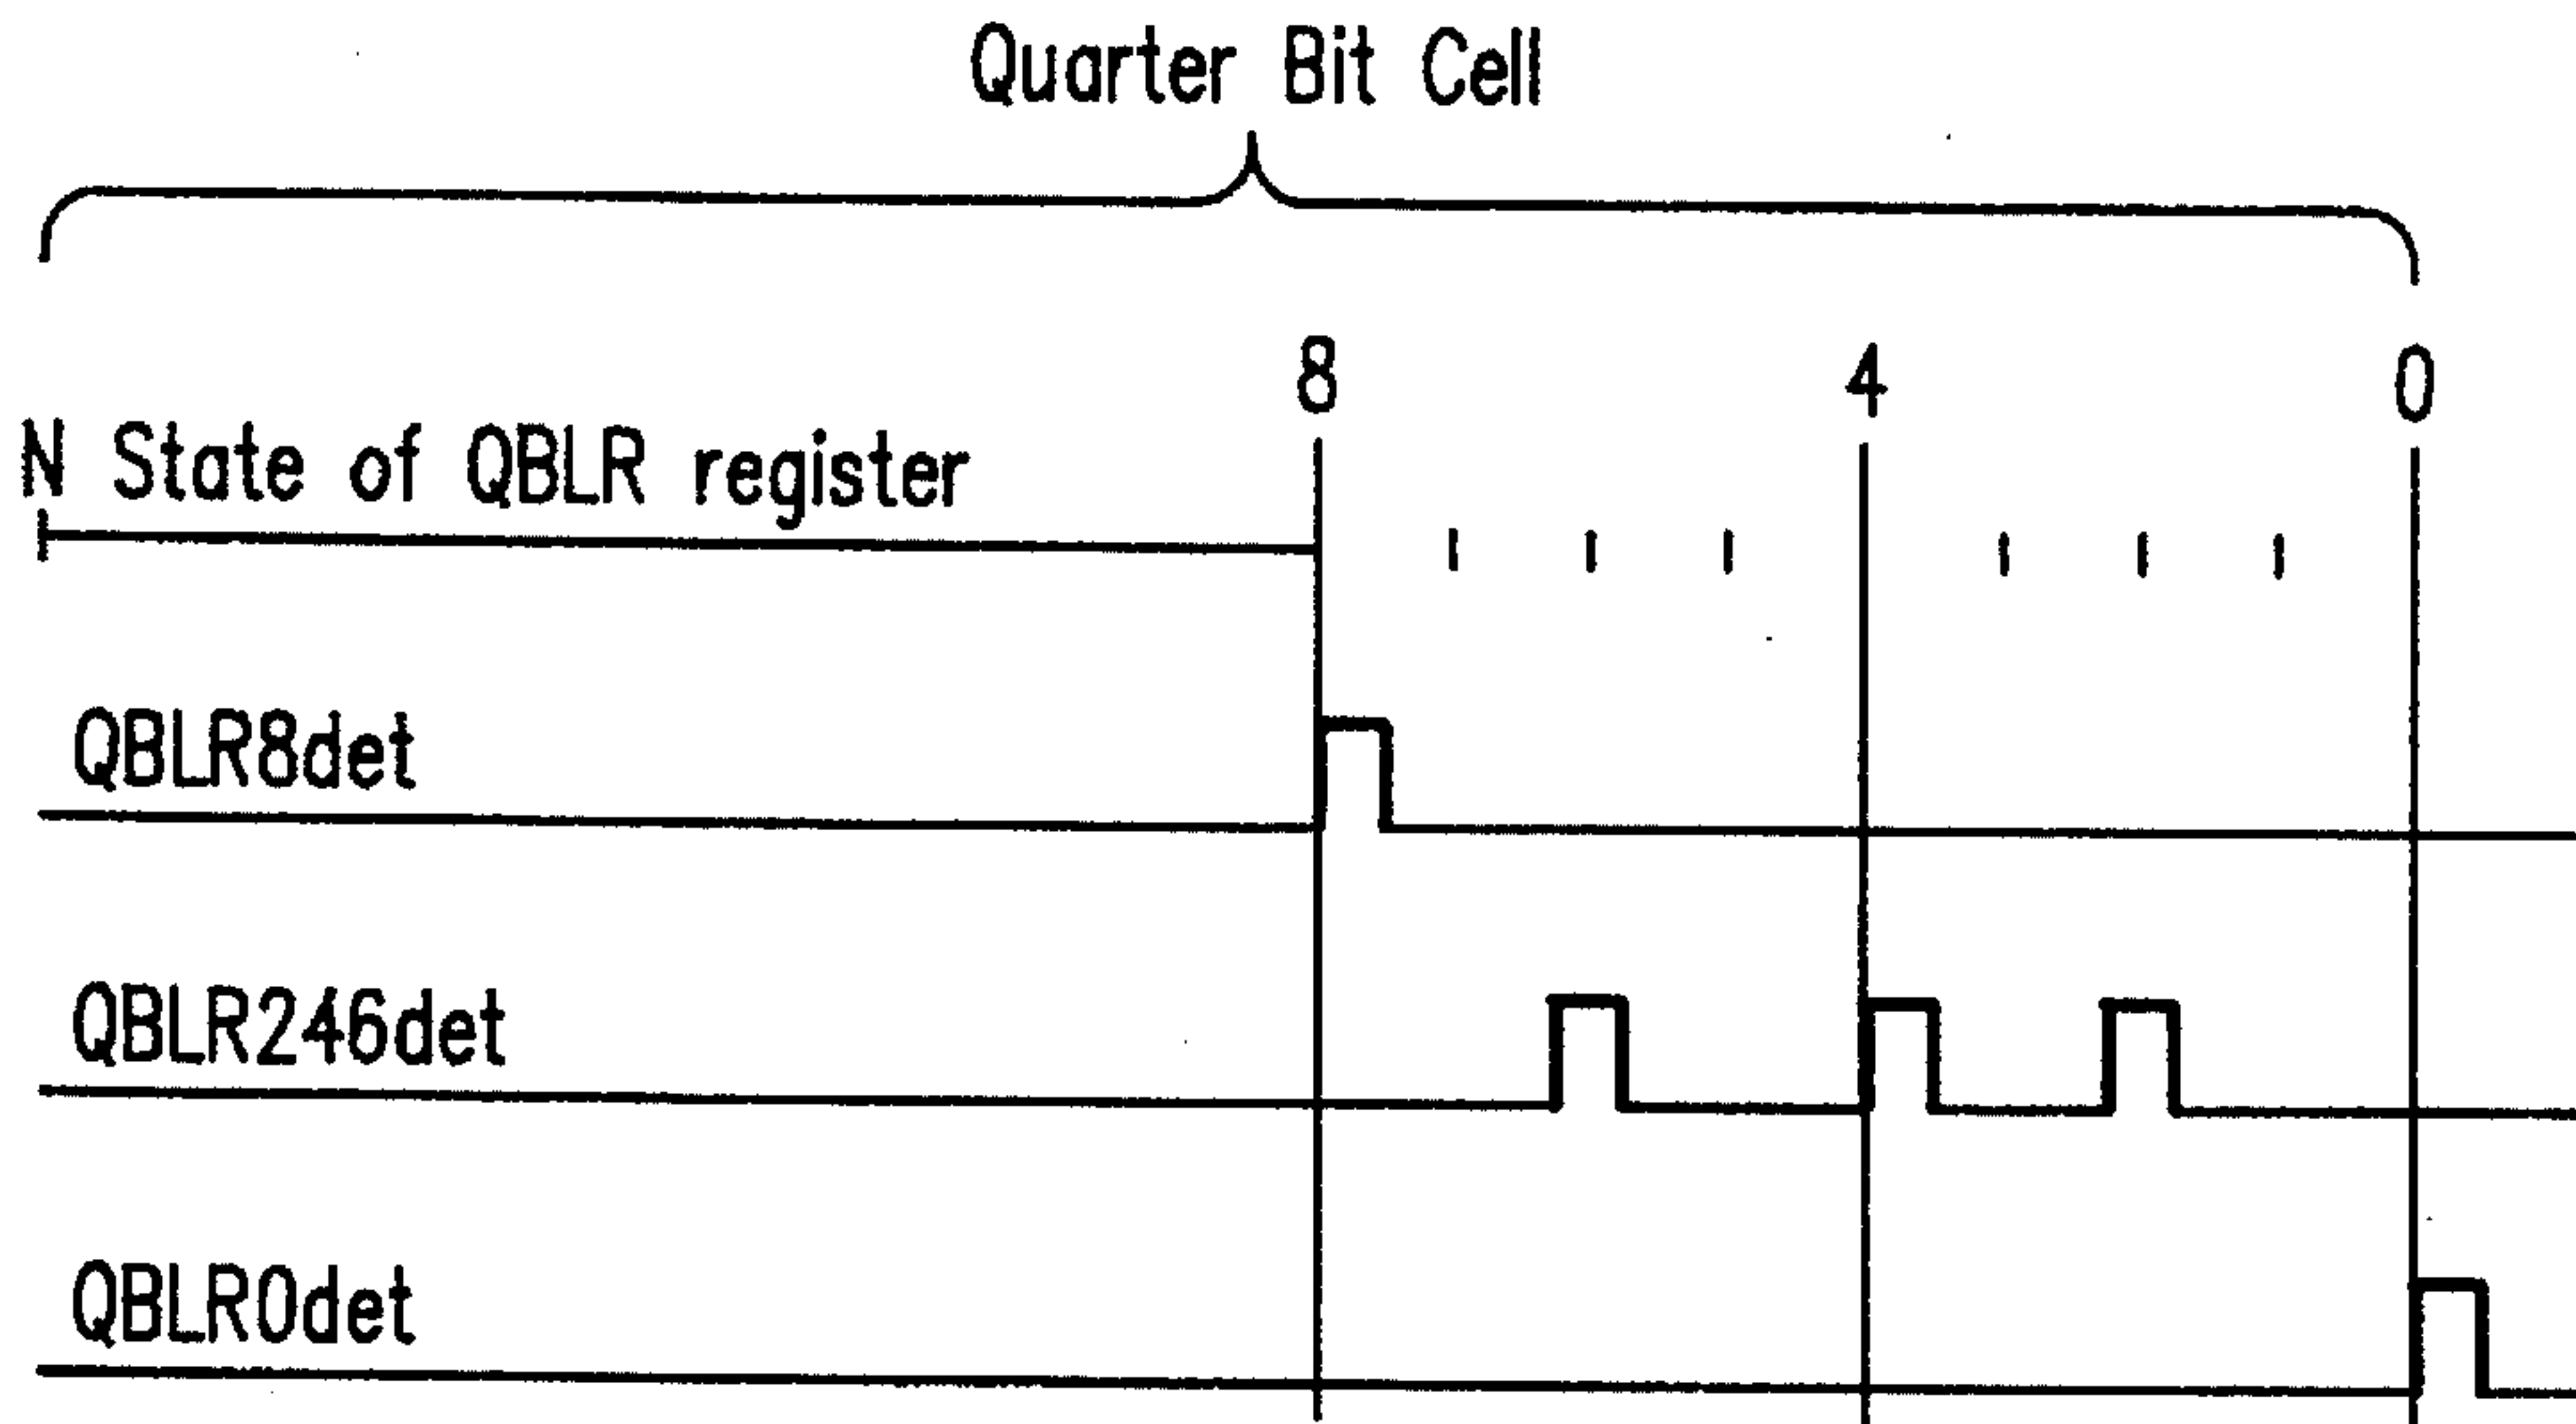 Quarter Bit Cell
8 4 0
N State of QBLR register
QBLR8det
QBLR246det
QBLR0det